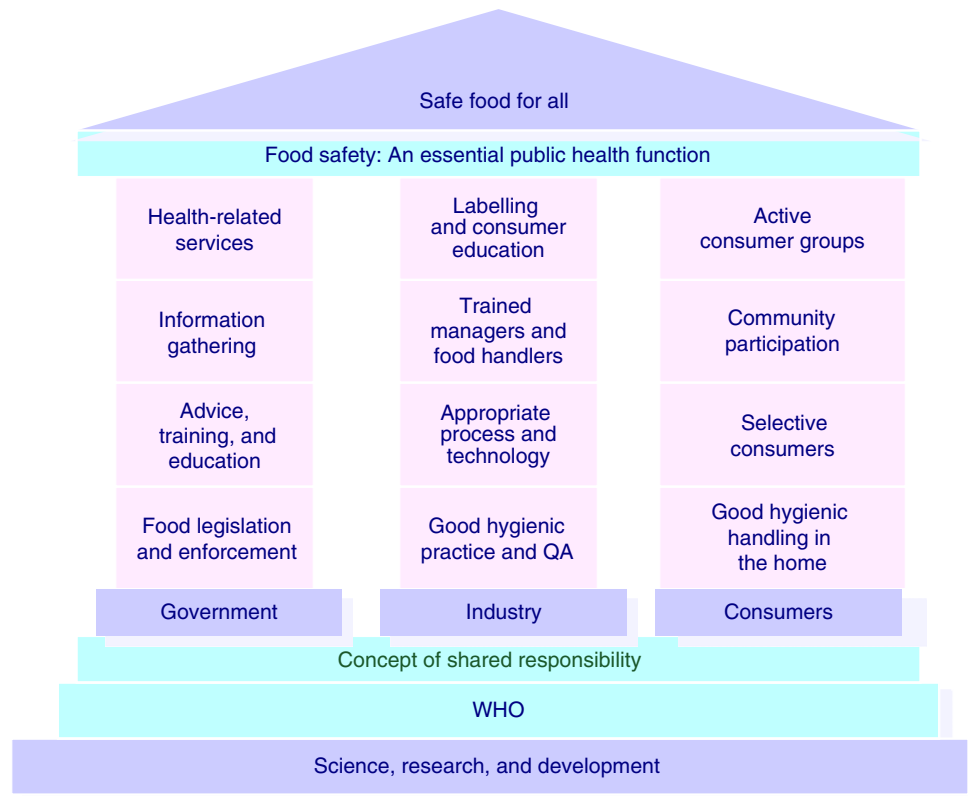 Safe food for all
Food safety: An essential public health function
Health-related
services
Labelling
and consumer
education
Active
consumer groups
Information
gathering
Trained
managers and
food handlers
Community
participation
Advice,
training, and
education
Appropriate
process and
technology
Selective
consumers
Food legislation
and enforcement
Good hygienic
practice and QA
Good hygienic
handling in
the home
Government
Industry
Consumers
Concept of shared responsibility
WHO
Science, research, and development